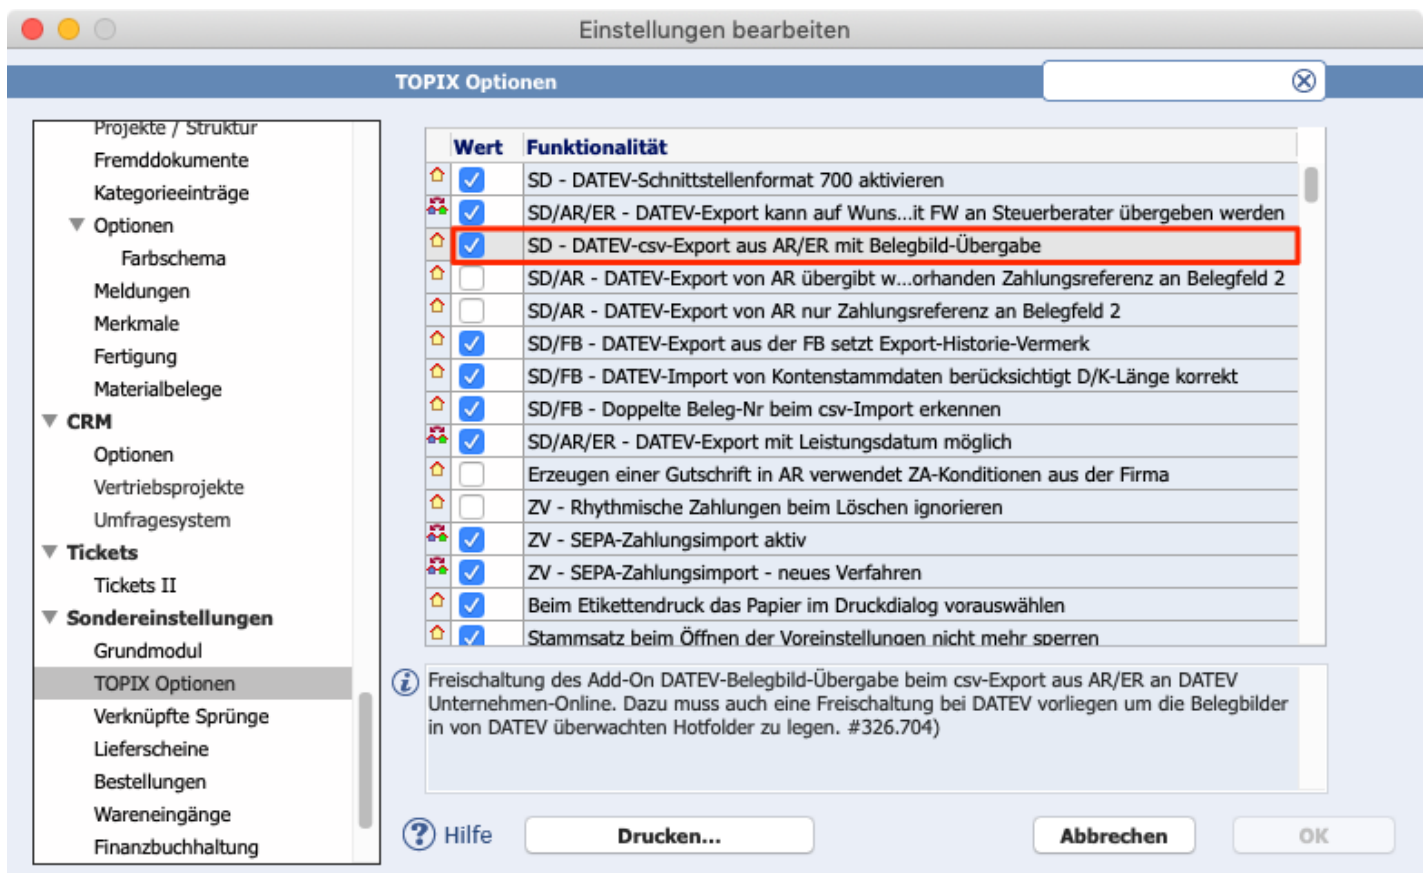 Einstellungen bearbeiten
TOPIX Optionen
Projekte / Struktur
Fremddokumente
Kategorieeinträge
Optionen
Farbschema
Meldungen
Merkmale
Fertigung
Materialbelege
CRM
Optionen
Vertriebsprojekte
Umfragesystem
Tickets
Tickets II
Sondereinstellungen
Grundmodul
TOPIX Optionen
Verknüpfte Sprünge
Lieferscheine
Bestellungen
Wareneingänge
Finanzbuchhaltung
Wert Funktionalität
SD - DATEV-Schnittstellenformat 700 aktivieren
SD/AR/ER - DATEV-Export kann auf Wuns...it FW an Steuerberater übergeben werden
SD - DATEV-csv-Export aus AR/ER mit Belegbild-Übergabe
SD/AR - DATEV-Export von AR übergibt w...orhanden Zahlungsreferenz an Belegfeld 2
SD/AR - DATEV-Export von AR nur Zahlungsreferenz an Belegfeld 2
SD/FB - DATEV-Export aus der FB setzt Export-Historie-Vermerk
SD/FB - DATEV-Import von Kontenstammdaten berücksichtigt D/K-Länge korrekt
SD/FB - Doppelte Beleg-Nr beim csv-Import erkennen
SD/AR/ER - DATEV-Export mit Leistungsdatum möglich
Erzeugen einer Gutschrift in AR verwendet ZA-Konditionen aus der Firma
ZV - Rhythmische Zahlungen beim Löschen ignorieren
ZV - SEPA-Zahlungsimport aktiv
ZV - SEPA-Zahlungsimport - neues Verfahren
Beim Etikettendruck das Papier im Druckdialog vorauswählen
Stammsatz beim Öffnen der Voreinstellungen nicht mehr sperren
Freischaltung des Add-On DATEV-Belegbild-Übergabe beim csv-Export aus AR/ER an DATEV
Unternehmen-Online. Dazu muss auch eine Freischaltung bei DATEV vorliegen um die Belegbilder
in von DATEV überwachten Hotfolder zu legen. #326.704)
Hilfe
Drucken...
Abbrechen
OK